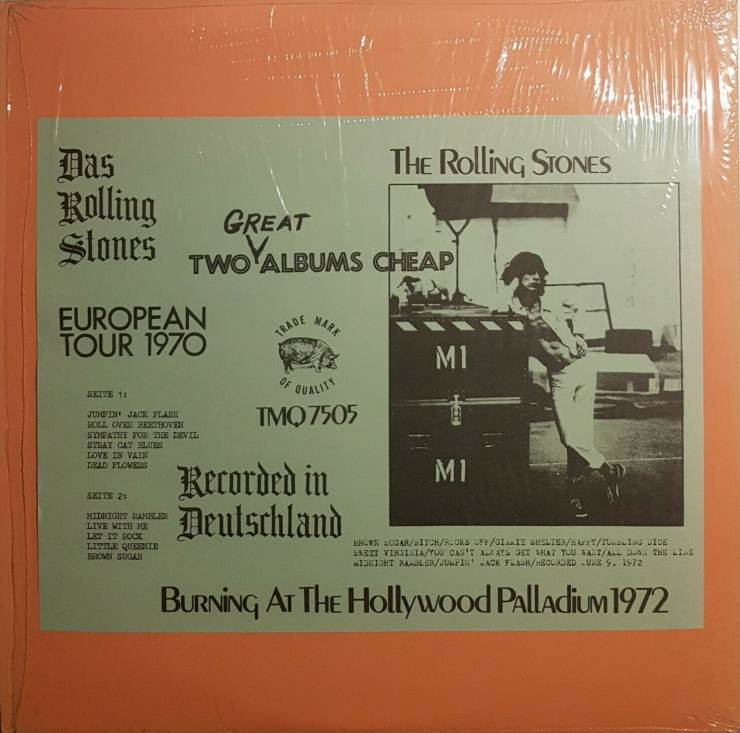 Das
Rolling
Stones
THE ROLLING STONES
GREAT
TWO ALBUMS CHEAP
EUROPEAN
TOUR 1970
TRADE MARK
OF QUALITY
TMQ 7505
M1
M1
SEITE 1:
JUMPIN' JACK FLASH
ROLL OVER BEETHOVEN
SYMPATHY FOR THE DEVIL
STRAY CAT BLUES
LOVE IN VAIN
DEAD FLOWERS
SEITE 2:
MIDNIGHT RAMBLER
LIVE WITH ME
LET IT ROCK
LITTLE QUEENIE
BROWN SUGAR
Recorded in
Deutschland
BROWN SUGAR/BITCH/ROCKS OFF/GIMMIE SHELTER/HAPPY/TUMBLING DICE
SWEET VIRGINIA/YOU CAN'T ALWAYS GET WHAT YOU WANT/ALL DOWN THE LINE
MIDNIGHT RAMBLER/JUMPIN' JACK FLASH/RECORDED JUNE 9, 1972
BURNING AT THE HOLLYWOOD PALLADIUM 1972